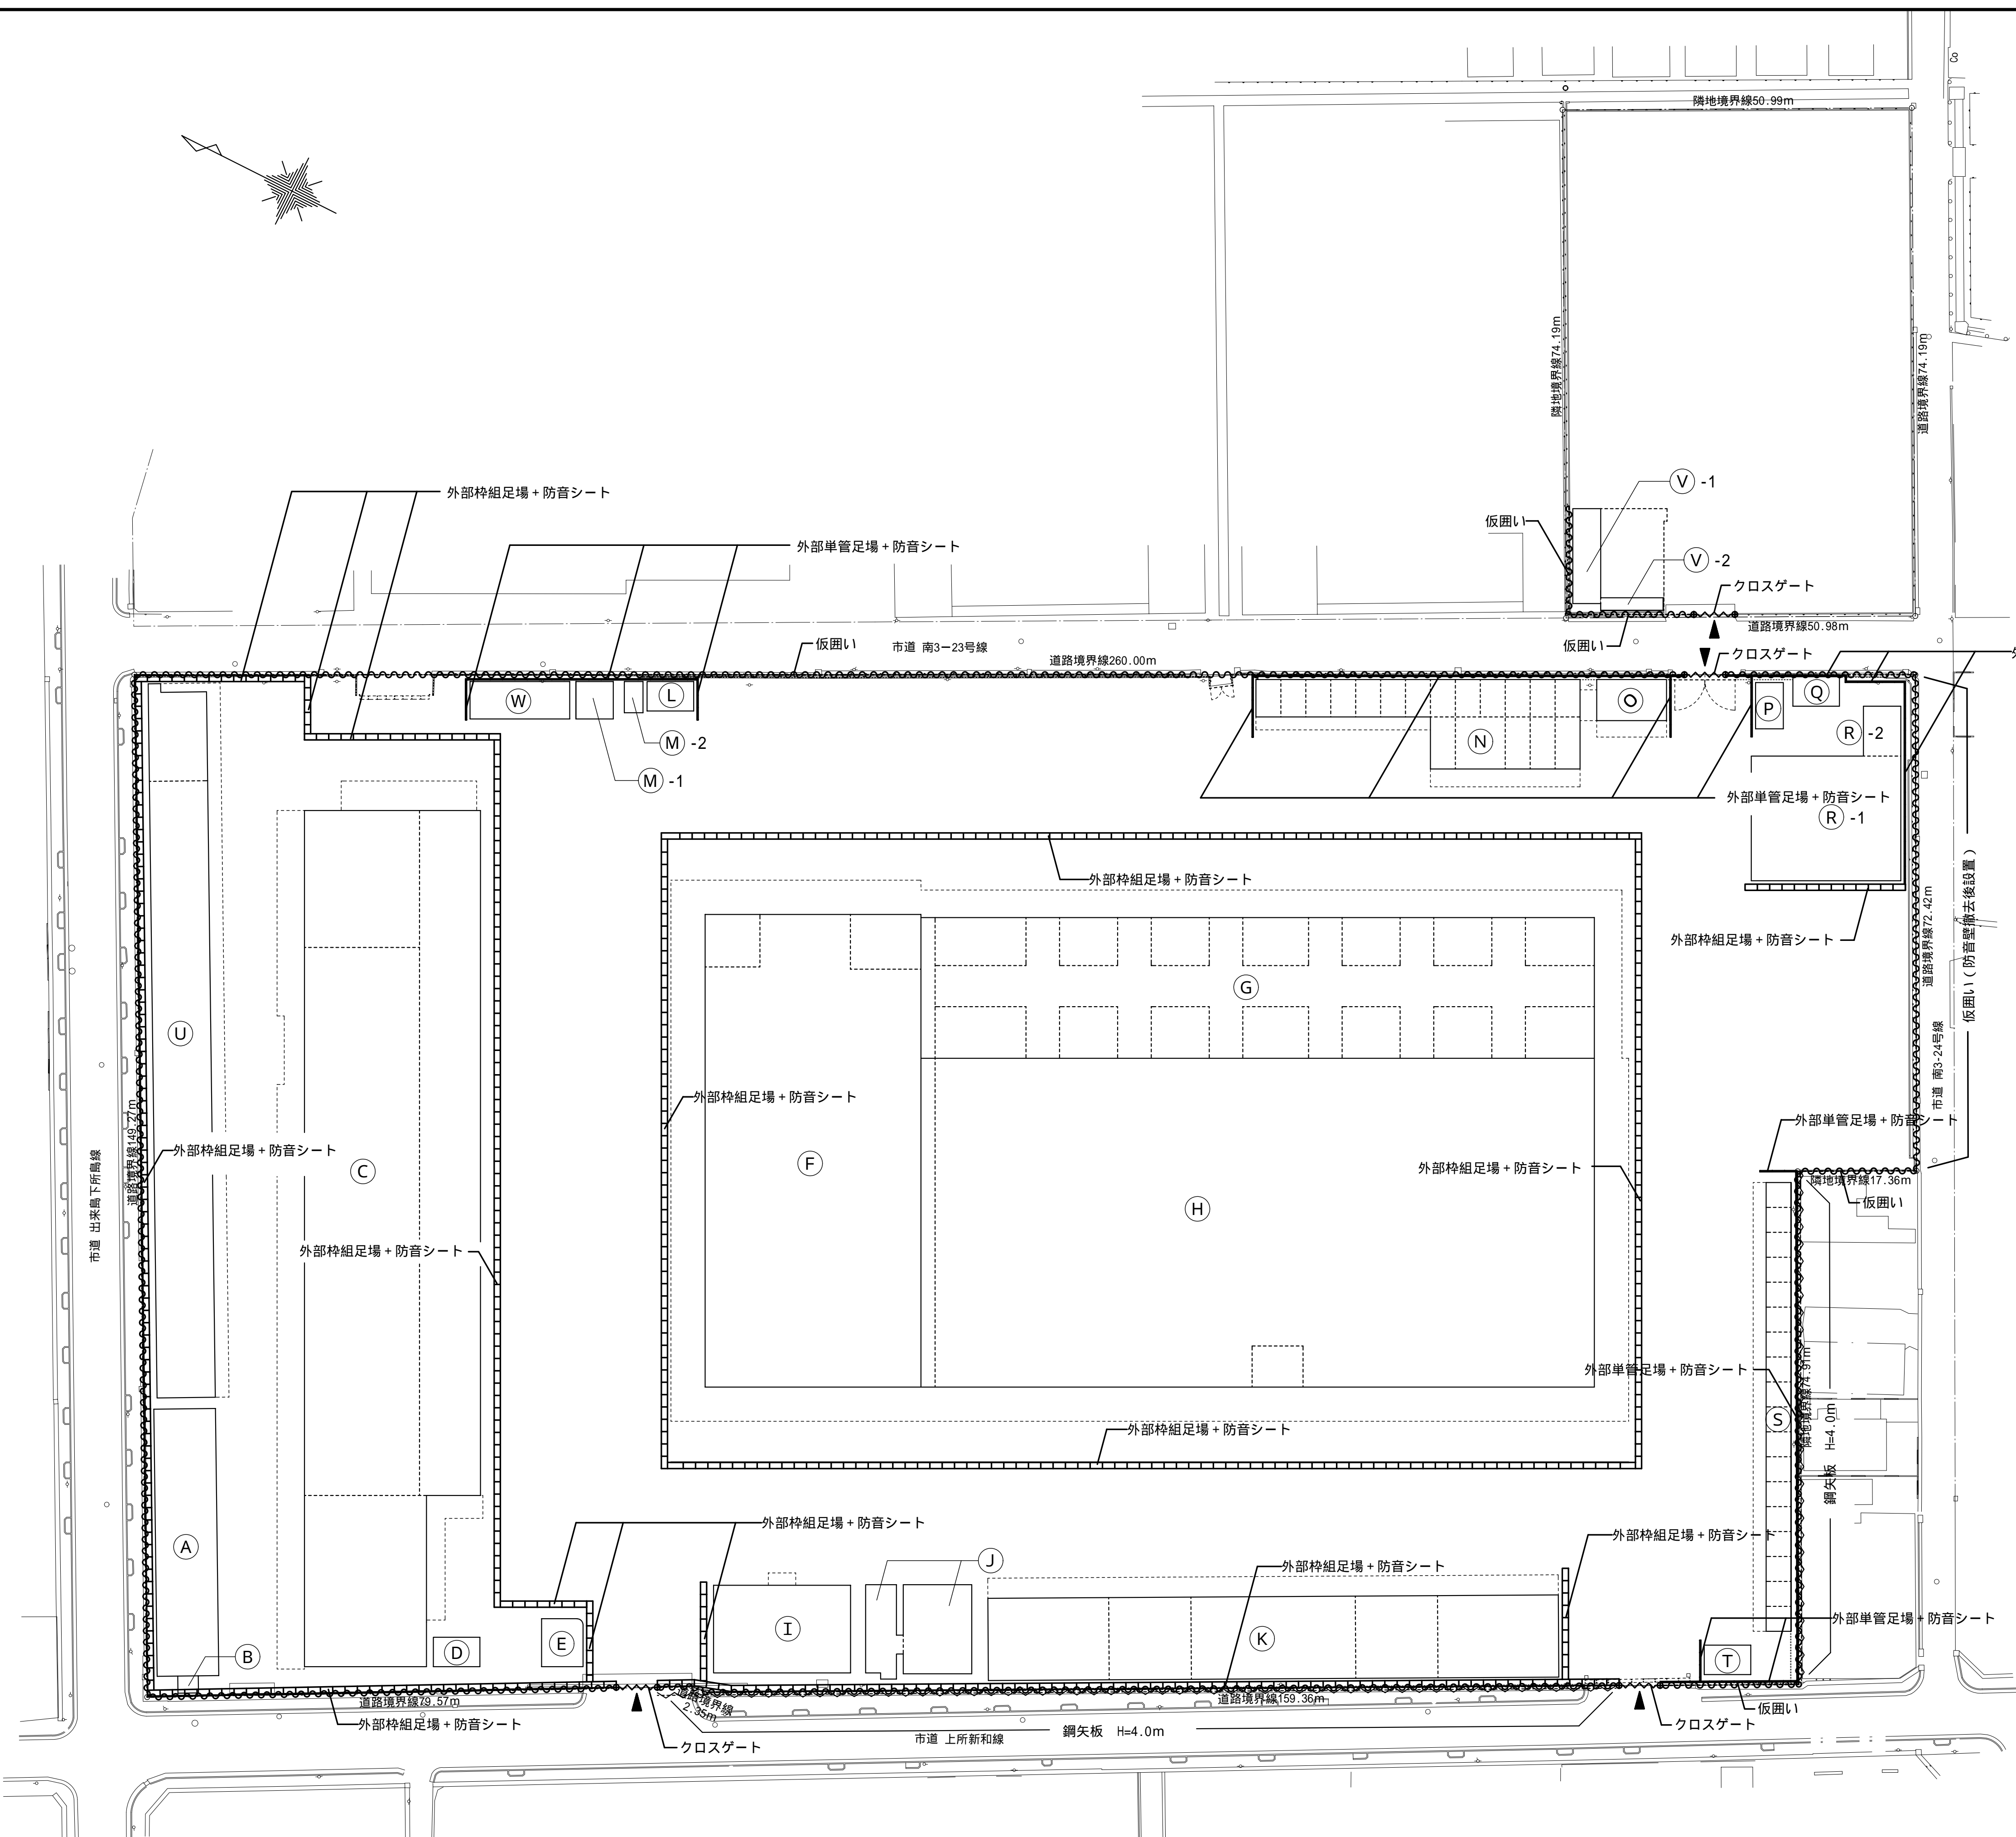 Co
隣地境界線50.99m
隣地境界線74.19m
道路境界線74.19m
V -1
外部枠組足場+防音シート
仮囲い
外部単管足場+防音シート
V -2
クロスゲート
道路境界線50.98m
仮囲い
市道 南3ー23号線
仮囲い
道路境界線260.00m
クロスゲート
W
L
M -2
M -1
N
O
P
Q
R -2
外部単管足場+防音シート
R -1
外部枠組足場+防音シート
外部枠組足場+防音シート
道路境界線72.42m
仮囲い(防音壁撤去後設置)
G
U
市道 南3-24号線
外部枠組足場+防音シート
外部単管足場+防音シート
道路境界線149.27m
外部枠組足場+防音シート
C
F
外部枠組足場+防音シート
隣地境界線17.36m
仮囲い
市道 出来島下所島線
H
外部枠組足場+防音シート
外部単管足場+防音シート
隣地境界線74.91m
S
鋼矢板 H=4.0m
外部枠組足場+防音シート
外部枠組足場+防音シート
外部枠組足場+防音シート
A
J
外部枠組足場+防音シート
外部単管足場+防音シート
I
K
E
D
B
T
道路境界線79.57m
道路境界線
2.35m
道路境界線159.36m
外部枠組足場+防音シート
仮囲い
クロスゲート
鋼矢板 H=4.0m
市道 上所新和線
クロスゲート